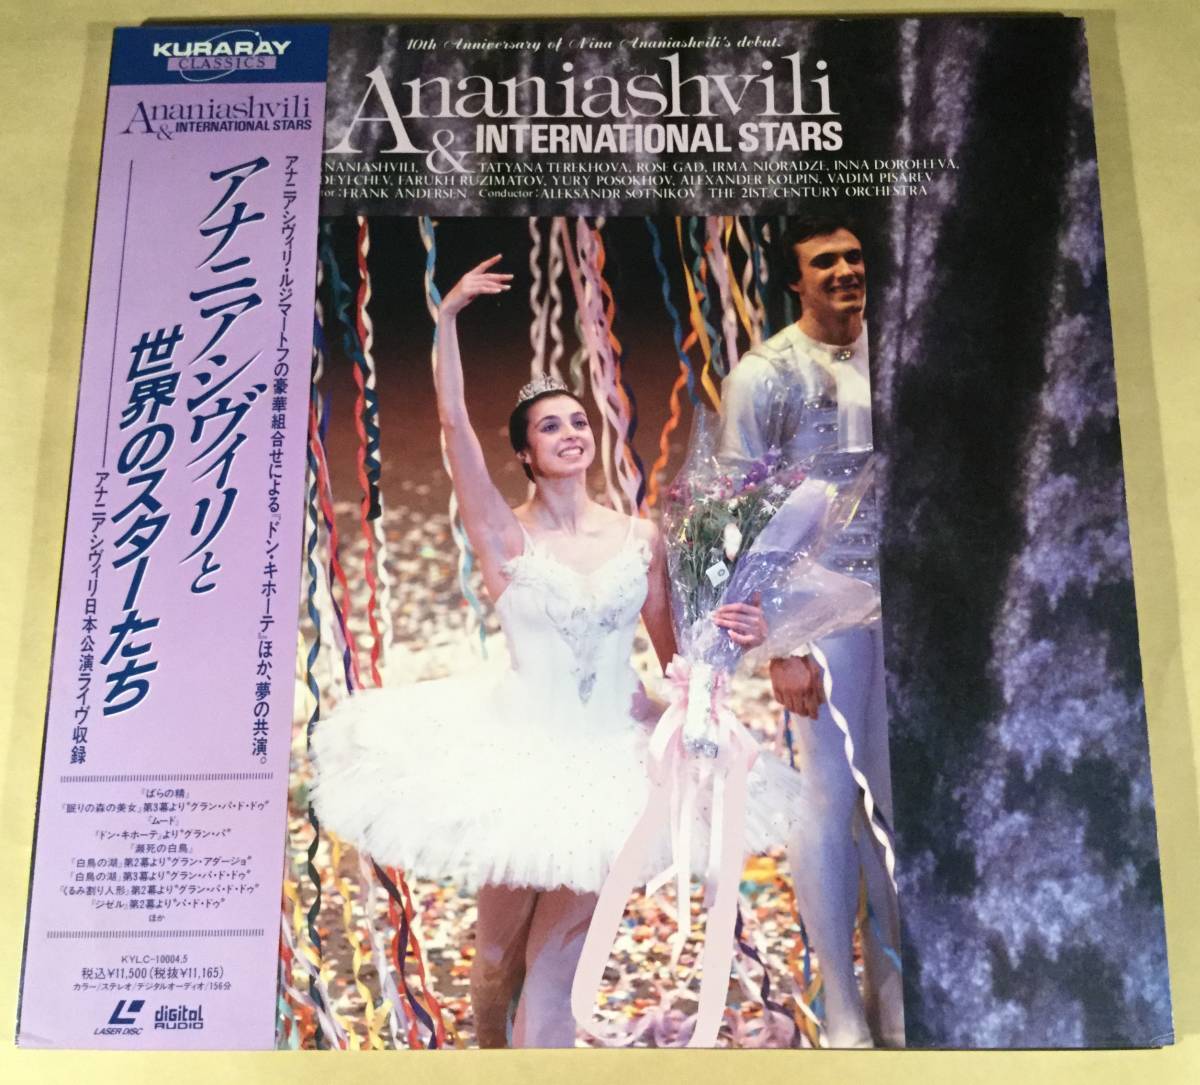 KURARAY
CLASSICS
Ananiashvili
& INTERNATIONAL STARS
アナニアシヴィリ・ルジマートフの豪華組合せによる『ドン・キホーテ』ほか、夢の共演。
アナニアシヴィリと
世界のスターたち
アナニアシヴィリ日本公演ライヴ収録
『ばらの精』
『眠りの森の美女』第3幕より"グラン・パ・ド・ドゥ"
『ムード』
『ドン・キホーテ』より"グラン・パ"
『瀕死の白鳥』
『白鳥の湖』第2幕より"グラン・アダージョ"
『白鳥の湖』第3幕より"グラン・パ・ド・ドゥ"
『くるみ割り人形』第2幕より"グラン・パ・ド・ドゥ"
『ジゼル』第2幕より"パ・ド・ドゥ"
ほか
KYLC-10004,5
税込¥11,500(税抜¥11,165)
カラー/ステレオ/デジタルオーディオ/156分
LASER DISC
digital AUDIO
10th Anniversary of Nina Ananiashvili's debut.
Ananiashvili
& INTERNATIONAL STARS
NANIASHVILI, TATYANA TEREKHOVA, ROSE GAD, IRMA NIORADZE, INNA DOROFEEVA,
DEYTCHEV, FARUKH RUZIMATOV, YURY POSOKHOV, ALEXANDER KOLPIN, VADIM PISAREV
tor: FRANK ANDERSEN Conductor: ALEKSANDR SOTNIKOV THE 21ST. CENTURY ORCHESTRA